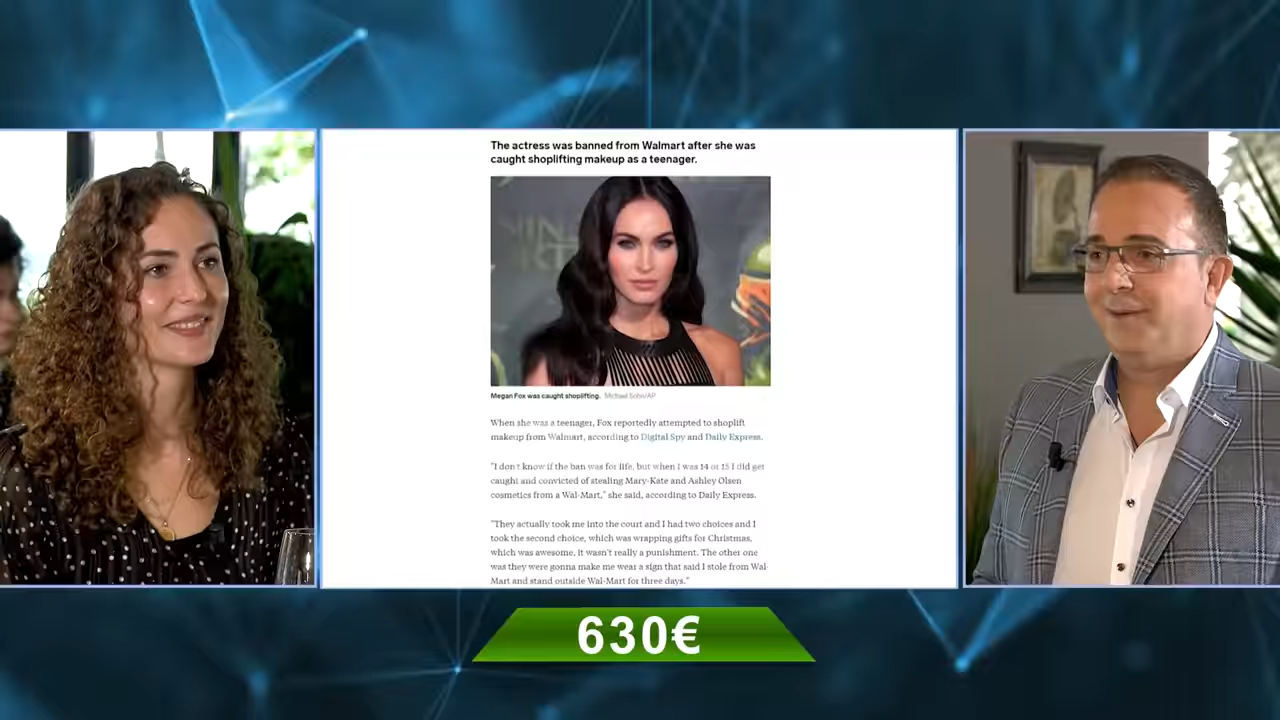 The actress was banned from Walmart after she was
caught shoplifting makeup as a teenager.
Megan Fox was caught shoplifting. Michael Sohn/AP
When she was a teenager, Fox reportedly attempted to shoplift
makeup from Walmart, according to Digital Spy and Daily Express.
"I don't know if the ban was for life, but when I was 14 or 15 I did get
caught and convicted of stealing Mary-Kate and Ashley Olsen
cosmetics from a Wal-Mart," she said, according to Daily Express.
"They actually took me into the court and I had two choices and I
took the second choice, which was wrapping gifts for Christmas,
which was awesome, it wasn't really a punishment. The other one
was they were gonna make me wear a sign that said I stole from Wal-
Mart and stand outside Wal-Mart for three days."
630€